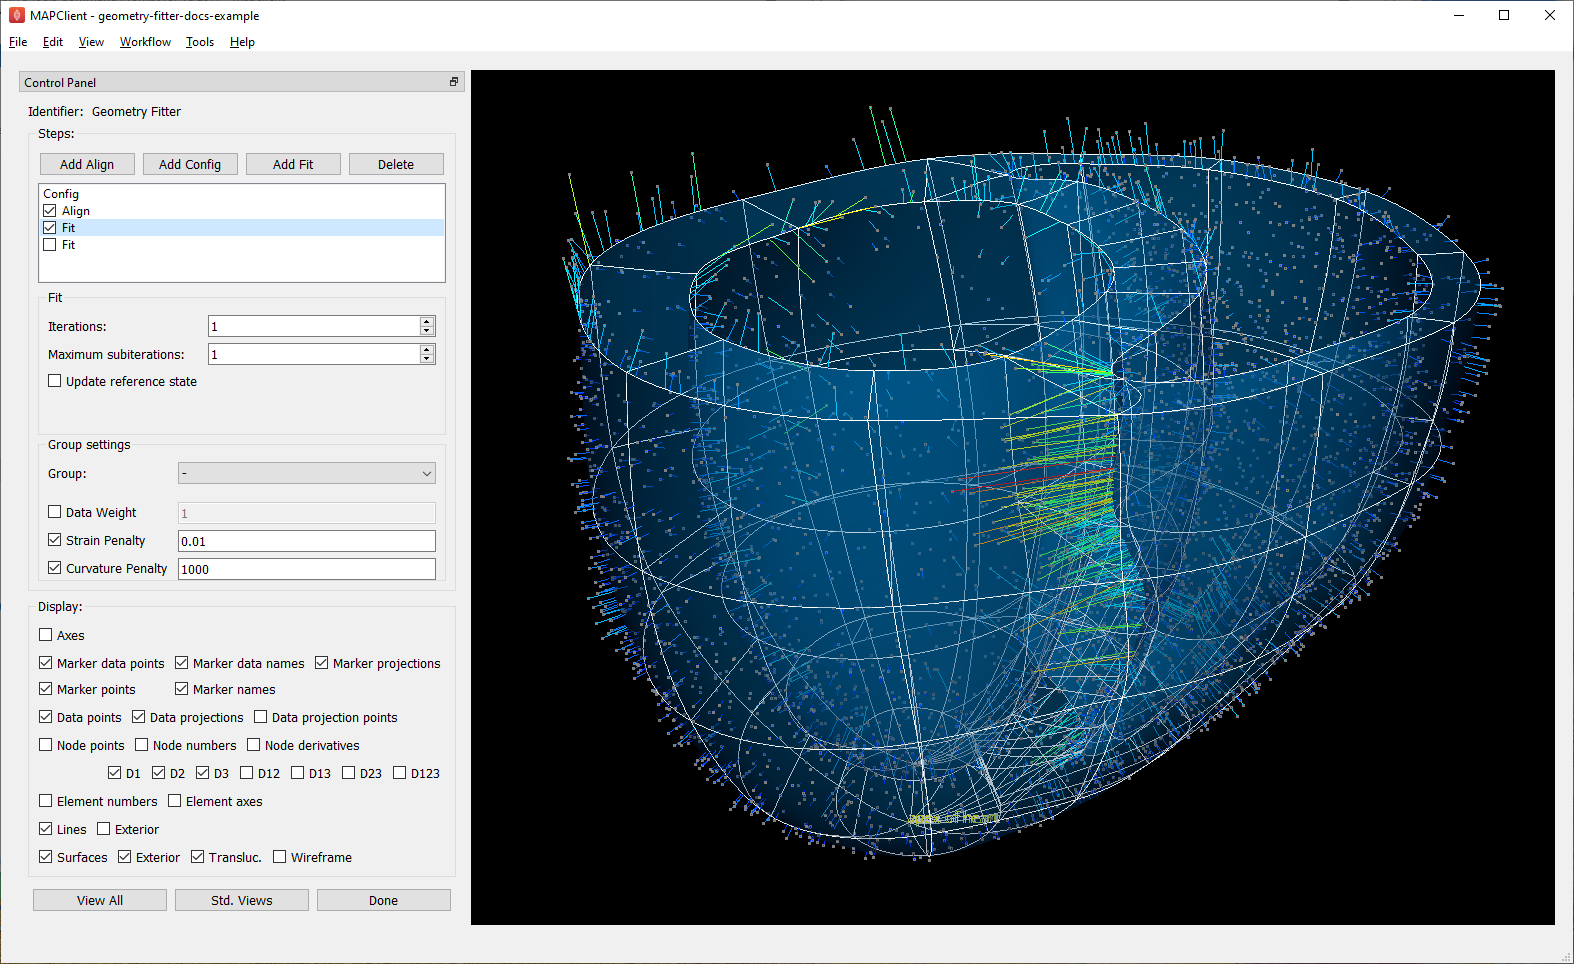 MAPClient - geometry-fitter-docs-example
File Edit View Workflow Tools Help
Control Panel
Identifier: Geometry Fitter
Steps:
Add Align Add Config Add Fit Delete
Config
Align
Fit
Fit
Fit
Iterations: 1
Maximum subiterations: 1
Update reference state
Group settings
Group: -
Data Weight 1
Strain Penalty 0.01
Curvature Penalty 1000
Display:
Axes
Marker data points Marker data names Marker projections
Marker points Marker names
Data points Data projections Data projection points
Node points Node numbers Node derivatives
D1 D2 D3 D12 D13 D23 D123
Element numbers Element axes
Lines Exterior
Surfaces Exterior Transluc. Wireframe
View All Std. Views Done